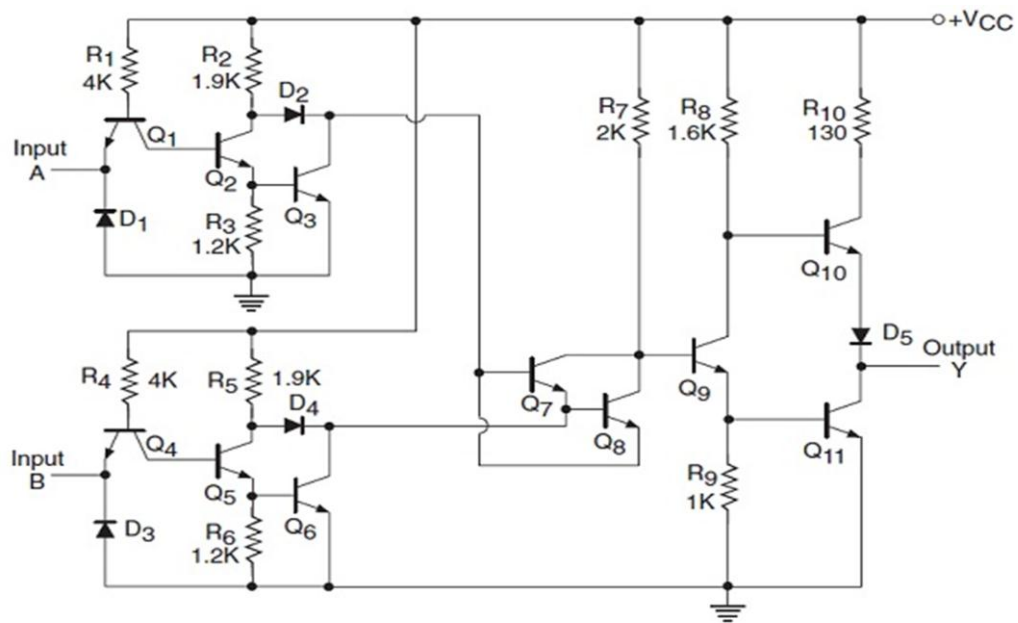 +VCC
R1
4K
R2
1.9K
D2
R7
2K
R8
1.6K
R10
130
Input
A
Q1
Q2
Q3
D1
R3
1.2K
Q10
R4
4K
R5
1.9K
D4
D5
Output
Y
Q7
Q8
Q9
Q11
Input
B
Q4
Q5
Q6
D3
R6
1.2K
R9
1K